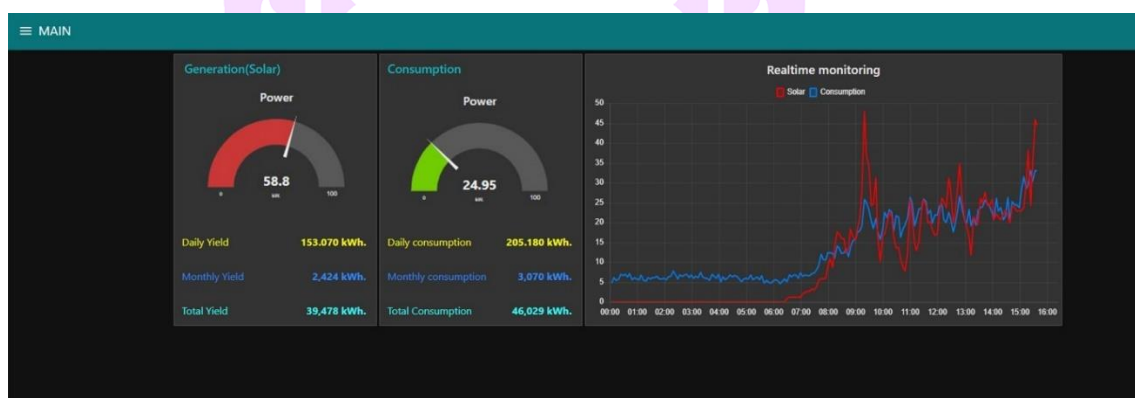 ≡ MAIN
Generation(Solar)
Power
58.8
0
100
Daily Yield 153.070 kWh.
Monthly Yield 2,424 kWh.
Total Yield 39,478 kWh.
Consumption
Power
24.95
0
100
Daily consumption 205.180 kWh.
Monthly consumption 3,070 kWh.
Total Consumption 46,029 kWh.
Realtime monitoring
Solar Consumption
50
45
40
35
30
25
20
15
10
5
0
00:00 01:00 02:00 03:00 04:00 05:00 06:00 07:00 08:00 09:00 10:00 11:00 12:00 13:00 14:00 15:00 16:00